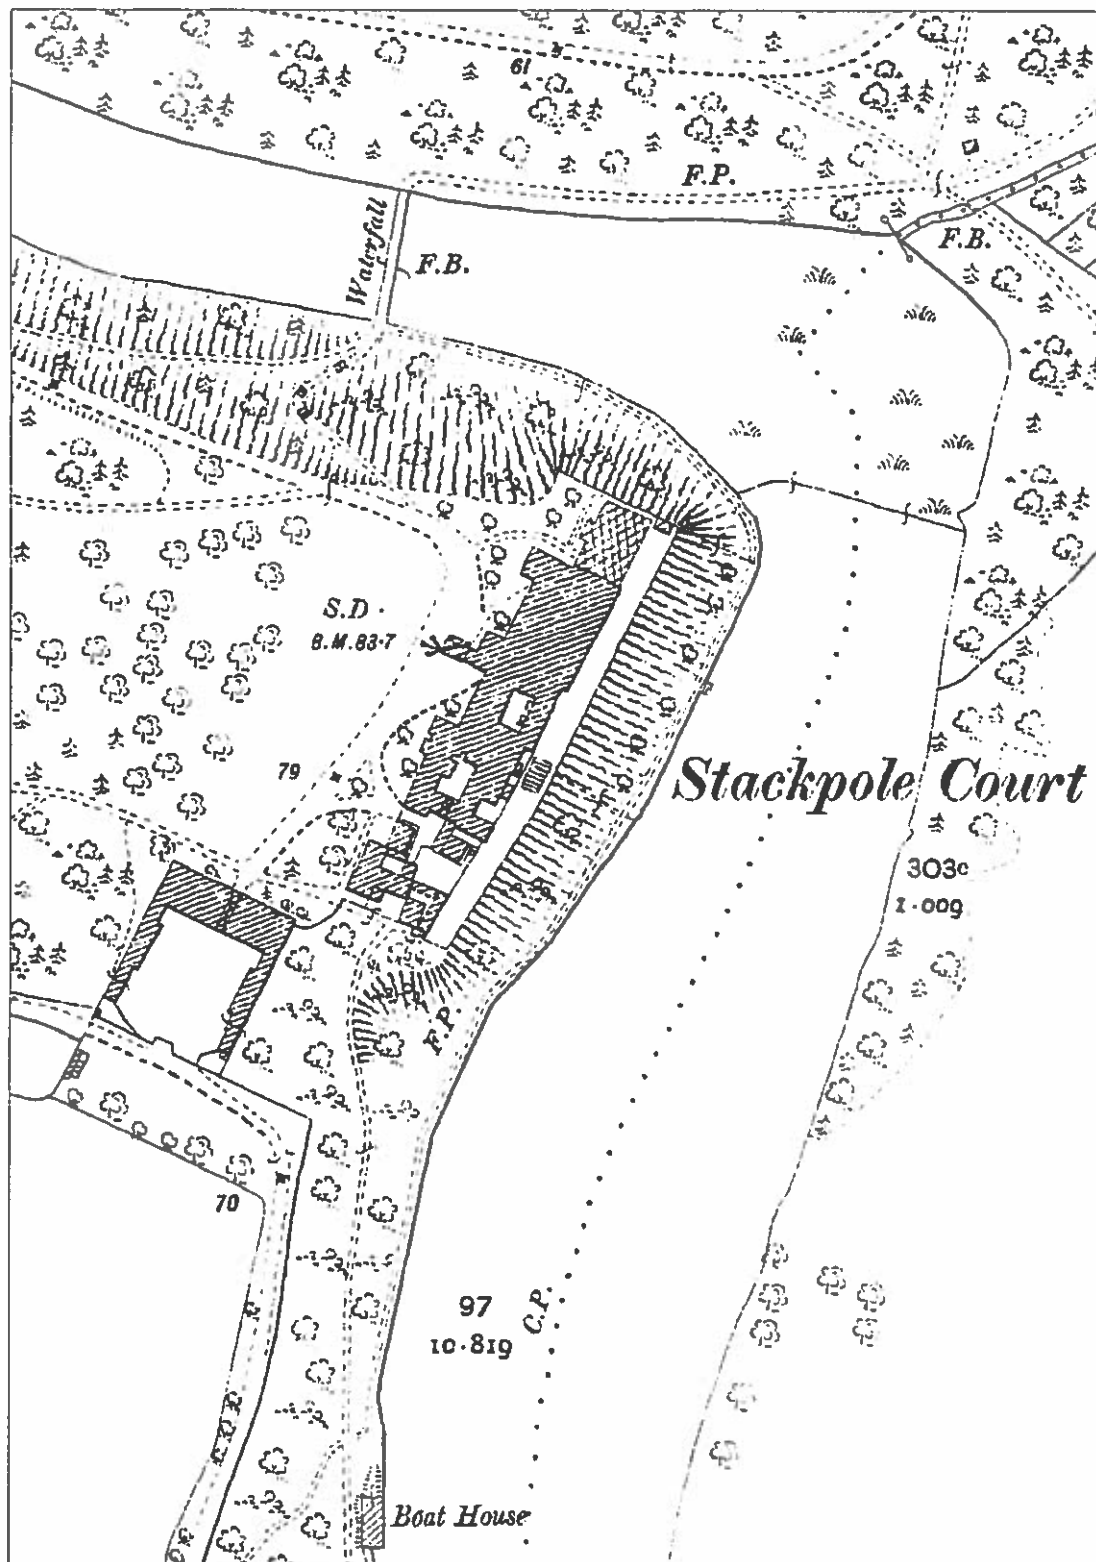 61
F.P.
Waterfall
F.B.
F.B.
S.D.
B.M.83·7
79
Stackpole Court
303c
1·009
F.P.
70
97
10·819
C.P.
Boat House